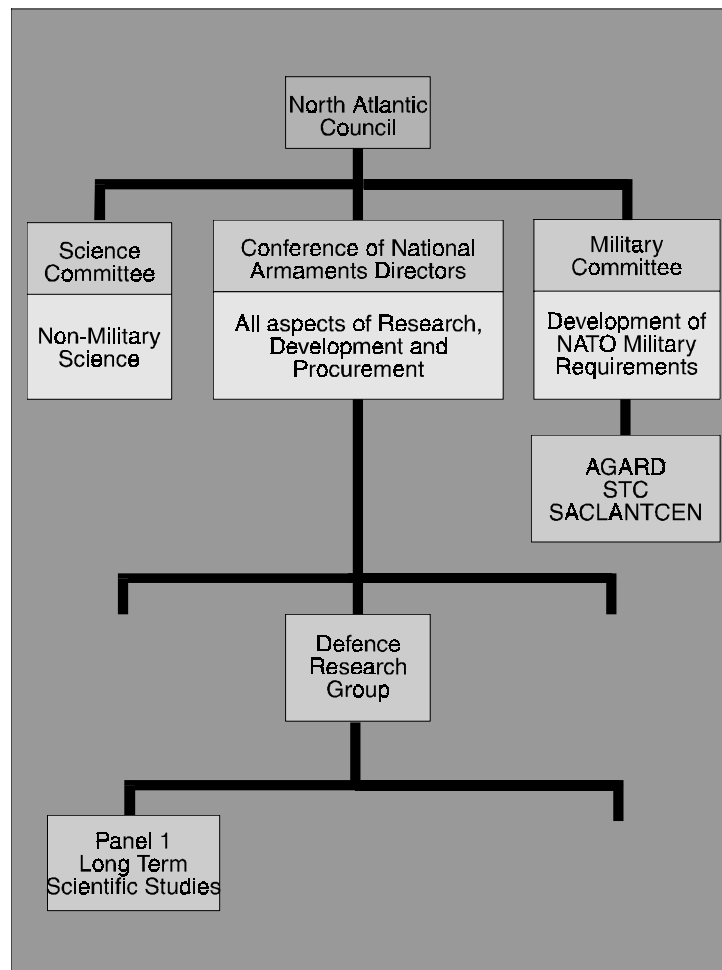 North Atlantic
Council
Science
Committee
Non-Military
Science
Conference of National
Armaments Directors
All aspects of Research,
Development and
Procurement
Military
Committee
Development of
NATO Military
Requirements
AGARD
STC
SACLANTCEN
Defence
Research
Group
Panel 1
Long Term
Scientific Studies